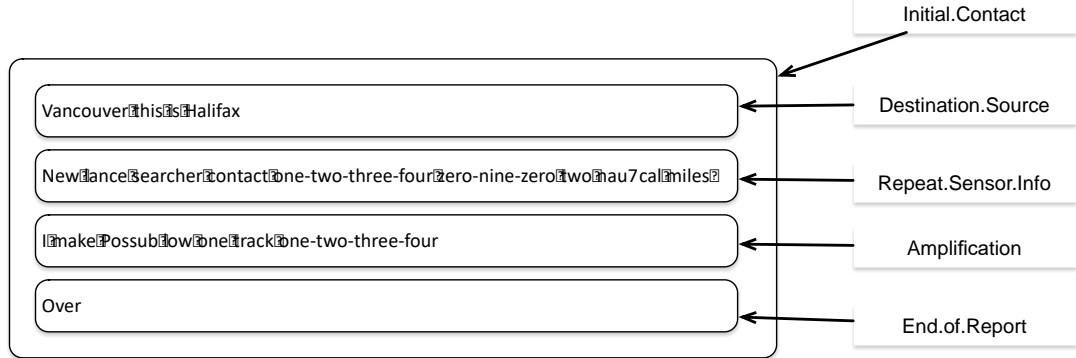 Initial.Contact
Vancouver⍰this⍰is⍰Halifax
Destination.Source
New⍰lance⍰searcher⍰contact⍰one-two-three-four⍰zero-nine-zero⍰two⍰nau7cal⍰miles⍰
Repeat.Sensor.Info
I⍰make⍰Possub⍰low⍰one⍰track⍰one-two-three-four
Amplification
Over
End.of.Report